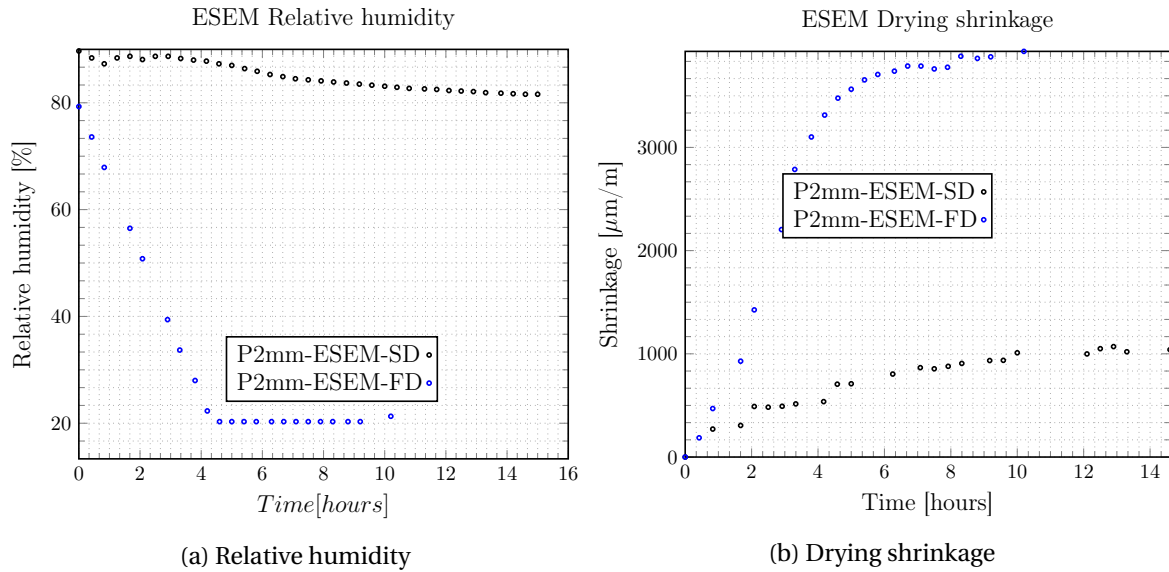 ESEM Relative humidity
80
60
40
20
0
2
4
6
8
10
12
14
16
Relative humidity [%]
Time[hours]
P2mm-ESEM-SD
P2mm-ESEM-FD
(a) Relative humidity
ESEM Drying shrinkage
3000
2000
1000
0
0
2
4
6
8
10
12
14
Shrinkage [μm/m]
Time [hours]
P2mm-ESEM-SD
P2mm-ESEM-FD
(b) Drying shrinkage